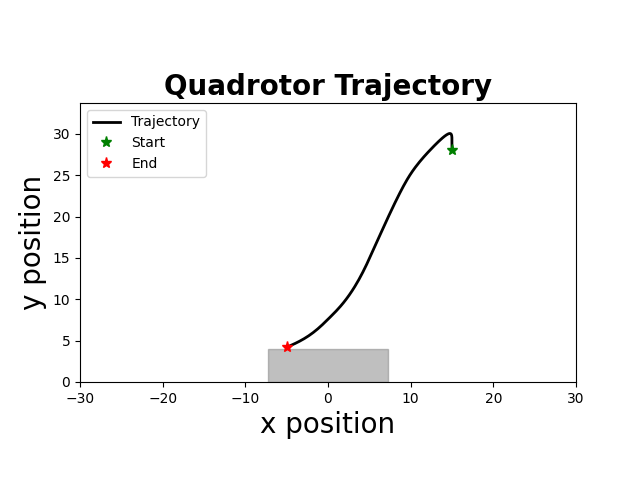 Quadrotor Trajectory
Trajectory
Start
End
y position
30
25
20
15
10
5
0
−30
−20
−10
0
10
20
30
x position